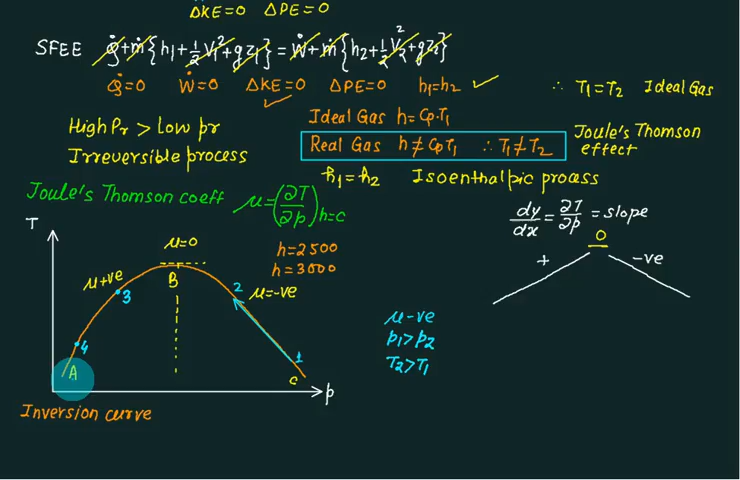 ΔKE=0 ΔPE=0
SFEE Q̇+ṁ{h₁+½V₁²+gZ₁}=Ẇ+ṁ{h₂+½V₂²+gZ₂}
Q̇=0 Ẇ=0 ΔKE=0 ΔPE=0 h₁=h₂ ✓ ∴ T₁=T₂ Ideal Gas
High Pr > Low pr
Irreversible process
Ideal Gas h=Cp.T₁
Real Gas h≠CpT₁ ∴ T₁≠T₂
Joule's Thomson
effect
h₁=h₂ Isoenthalpic process
Joule's Thomson coeff μ=(∂T/∂p)h=c
dy/dx=∂T/∂p=slope
T
μ=0
h=2500
h=3000
0
+ -ve
μ+ve
B
3
2
μ=-ve
4
A
1
C
p
μ-ve
p₁>p₂
T₂>T₁
Inversion curve